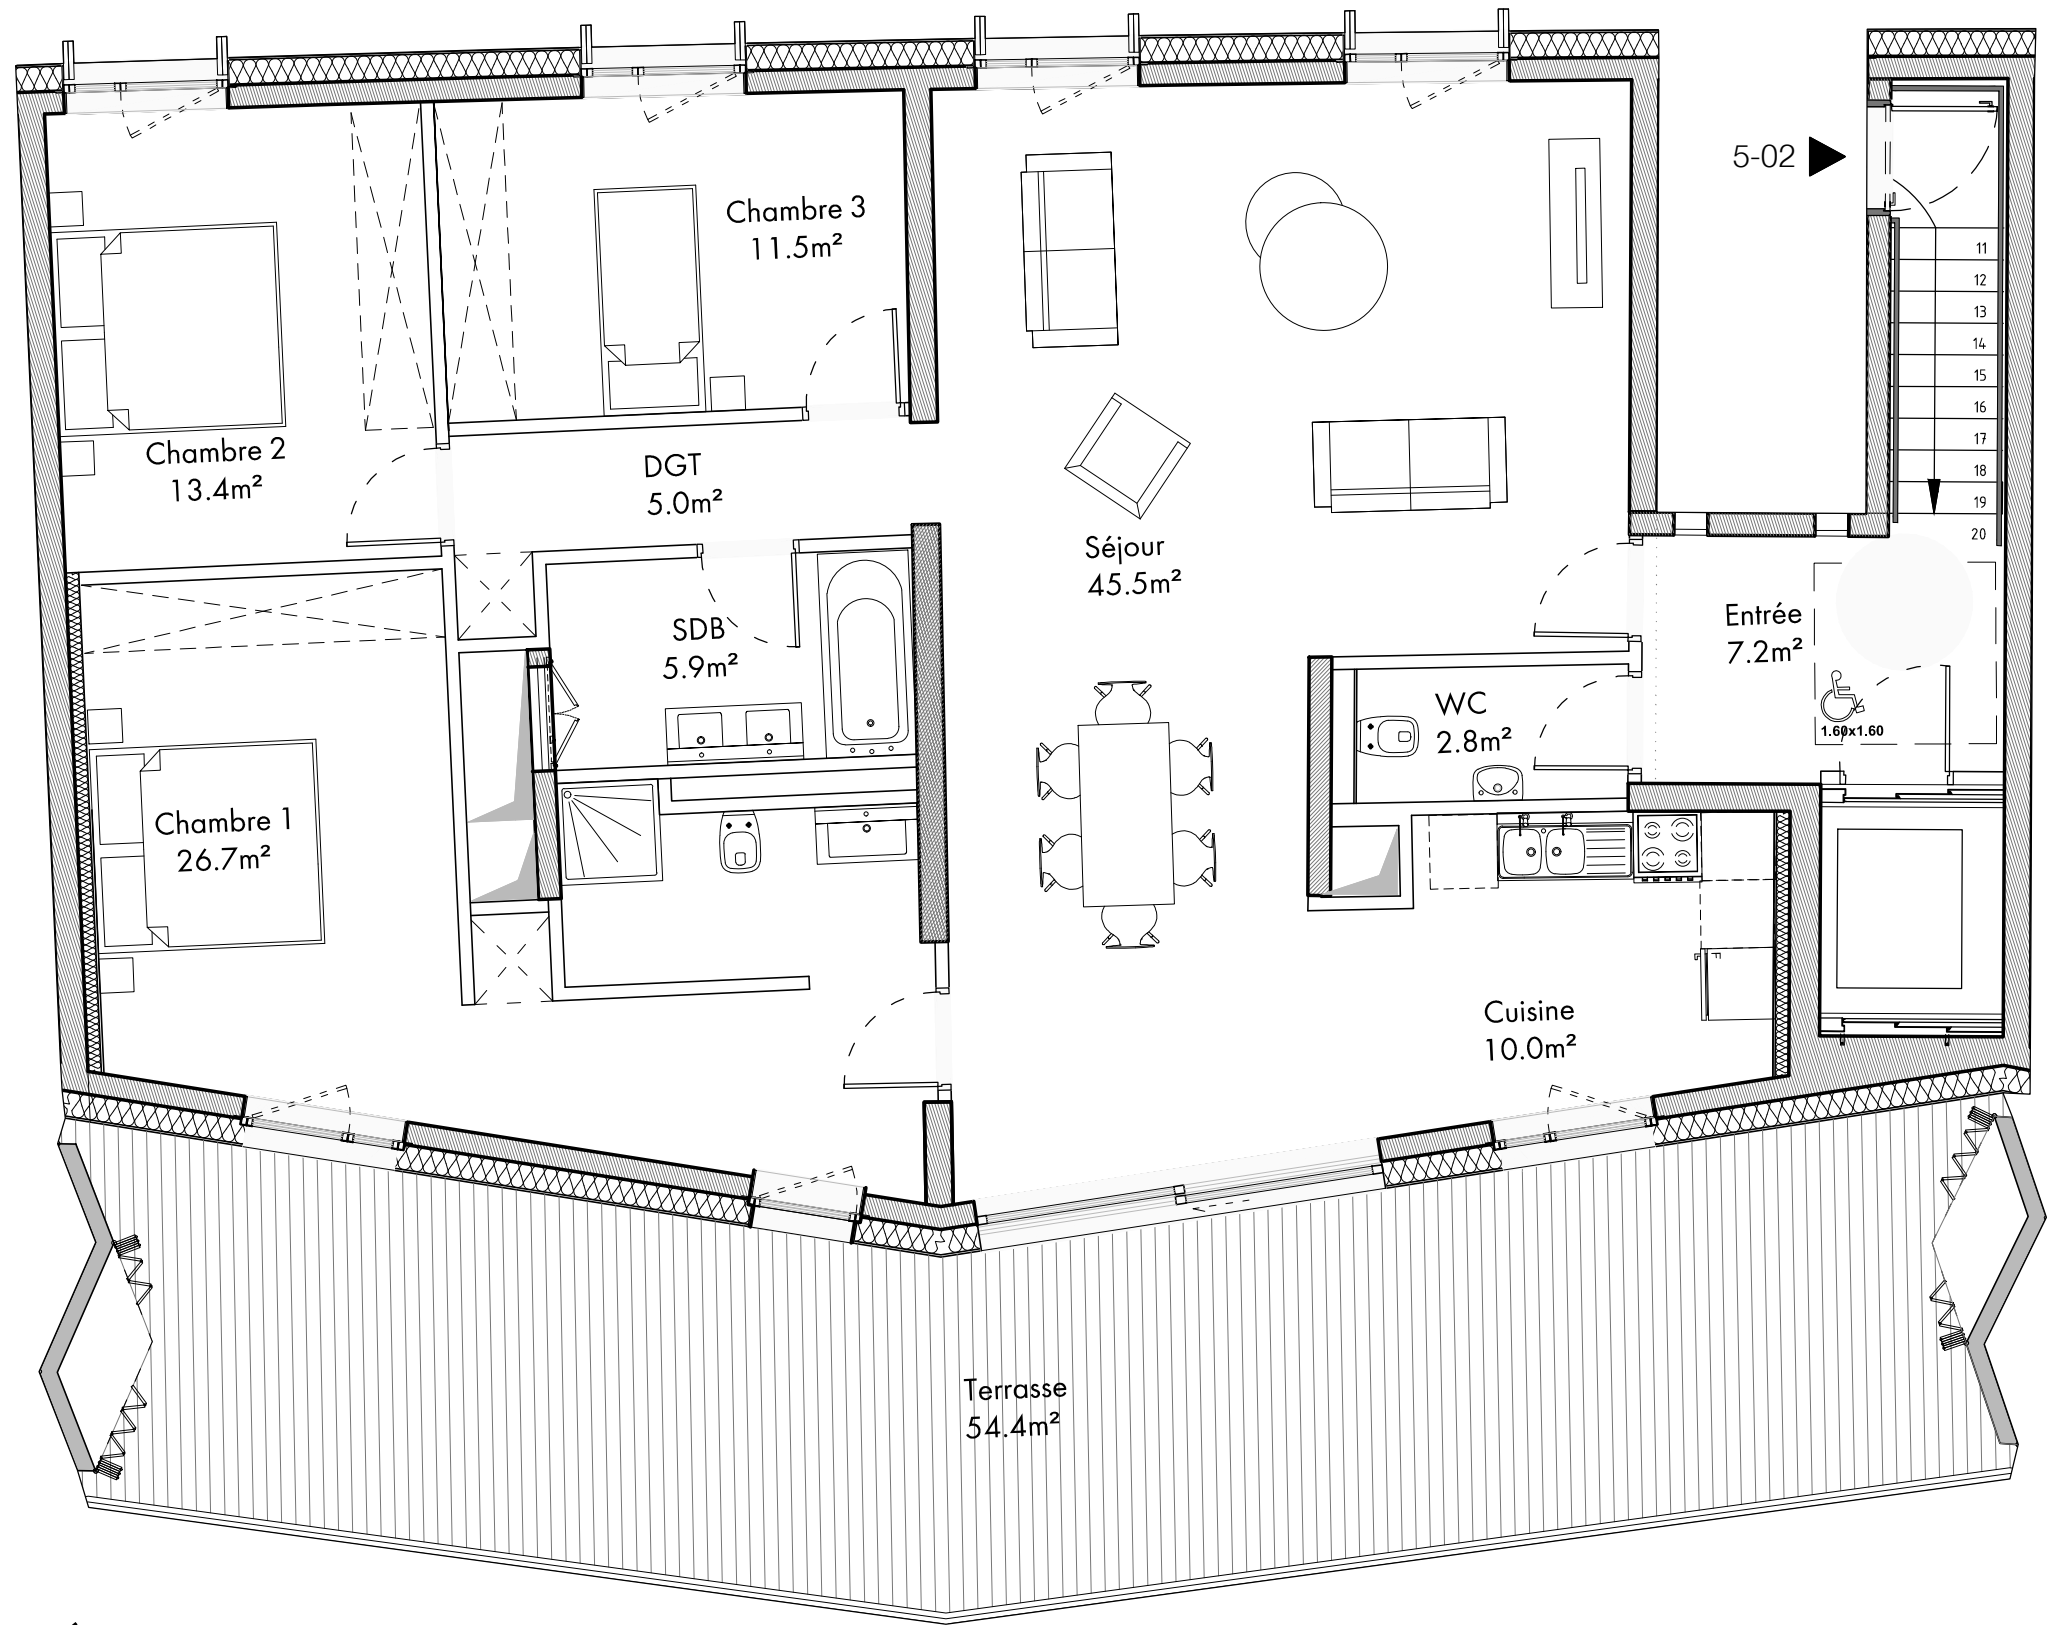 5-02
Chambre 3
11.5m²
11
12
13
14
15
16
17
18
19
20
Chambre 2
13.4m²
DGT
5.0m²
Séjour
45.5m²
Entrée
7.2m²
1.60x1.60
SDB
5.9m²
WC
2.8m²
Chambre 1
26.7m²
Cuisine
10.0m²
Terrasse
54.4m²